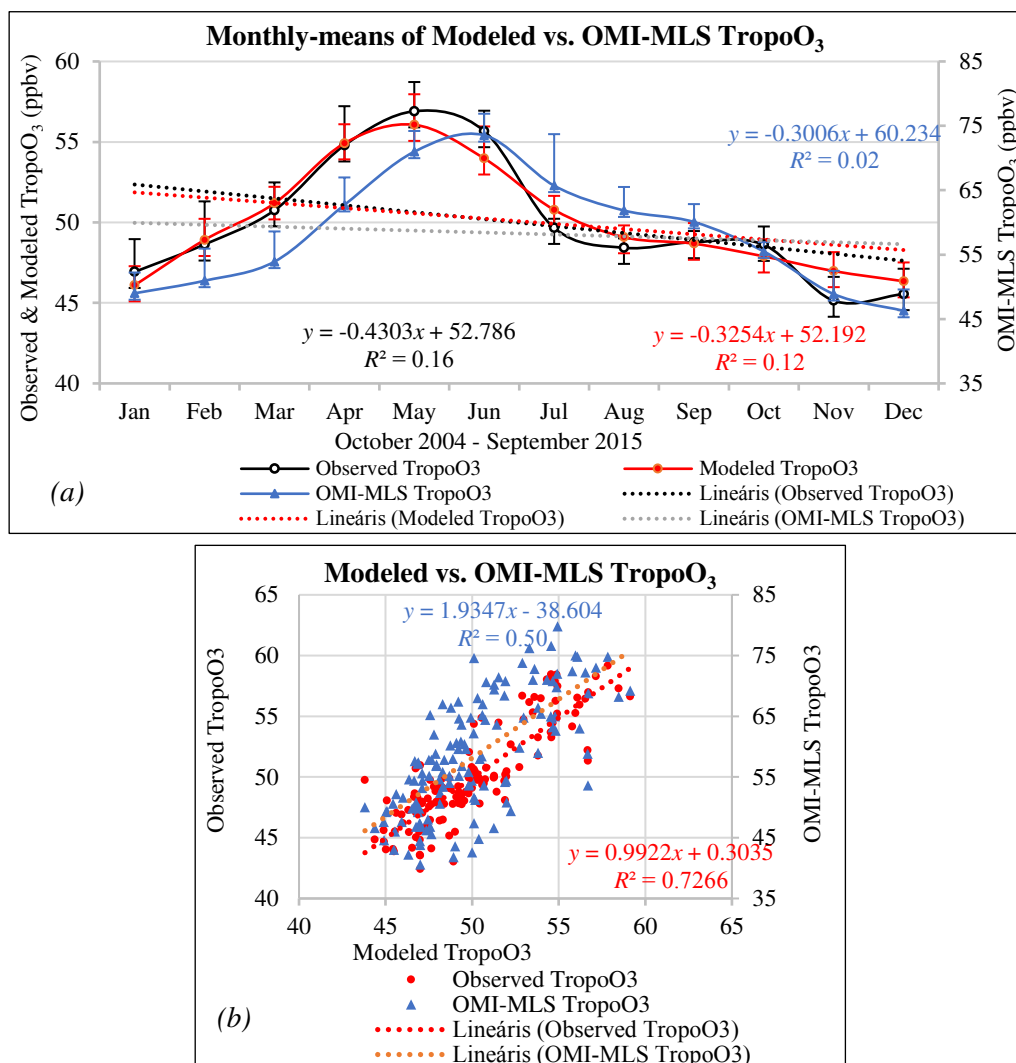 Monthly-means of Modeled vs. OMI-MLS TropoO₃
Observed & Modeled TropoO₃ (ppbv)
60
55
50
45
40
85
75
65
55
45
35
OMI-MLS TropoO₃ (ppbv)
y = -0.3006x + 60.234
R² = 0.02
y = -0.4303x + 52.786
R² = 0.16
y = -0.3254x + 52.192
R² = 0.12
Jan Feb Mar Apr May Jun Jul Aug Sep Oct Nov Dec
October 2004 - September 2015
Observed TropoO3 Modeled TropoO3
OMI-MLS TropoO3 Lineáris (Observed TropoO3)
Lineáris (Modeled TropoO3) Lineáris (OMI-MLS TropoO3)
(a)
Modeled vs. OMI-MLS TropoO₃
Observed TropoO3
65
60
55
50
45
40
85
75
65
55
45
35
OMI-MLS TropoO3
y = 1.9347x - 38.604
R² = 0.50
y = 0.9922x + 0.3035
R² = 0.7266
40 45 50 55 60 65
Modeled TropoO3
Observed TropoO3
OMI-MLS TropoO3
Lineáris (Observed TropoO3)
Lineáris (OMI-MLS TropoO3)
(b)